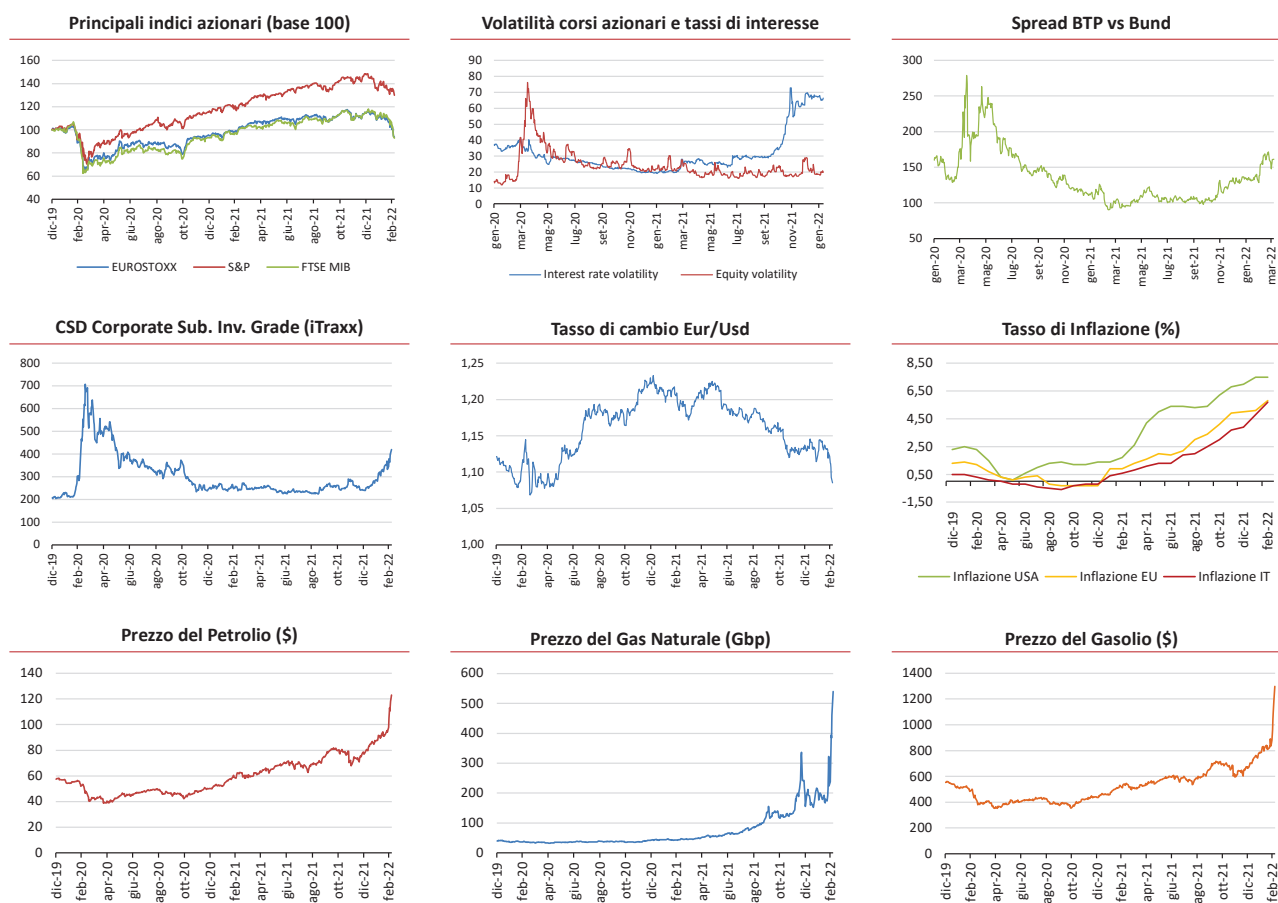 Principali indici azionari (base 100)
160
140
120
100
80
60
40
dic-19
feb-20
apr-20
giu-20
ago-20
ott-20
dic-20
feb-21
apr-21
giu-21
ago-21
ott-21
dic-21
feb-22
EUROSTOXX S&P FTSE MIB
Volatilità corsi azionari e tassi di interesse
90
80
70
60
50
40
30
20
10
0
gen-20
mar-20
mag-20
lug-20
set-20
nov-20
gen-21
mar-21
mag-21
lug-21
set-21
nov-21
gen-22
Interest rate volatility Equity volatility
Spread BTP vs Bund
300
250
200
150
100
50
gen-20
mar-20
mag-20
lug-20
set-20
nov-20
gen-21
mar-21
mag-21
lug-21
set-21
nov-21
gen-22
mar-22
CSD Corporate Sub. Inv. Grade (iTraxx)
800
700
600
500
400
300
200
100
0
dic-19
feb-20
apr-20
giu-20
ago-20
ott-20
dic-20
feb-21
apr-21
giu-21
ago-21
ott-21
dic-21
feb-22
Tasso di cambio Eur/Usd
1,25
1,20
1,15
1,10
1,05
1,00
dic-19
feb-20
apr-20
giu-20
ago-20
ott-20
dic-20
feb-21
apr-21
giu-21
ago-21
ott-21
dic-21
feb-22
Tasso di Inflazione (%)
8,50
6,50
4,50
2,50
0,50
-1,50
dic-19
feb-20
apr-20
giu-20
ago-20
ott-20
dic-20
feb-21
apr-21
giu-21
ago-21
ott-21
dic-21
feb-22
Inflazione USA Inflazione EU Inflazione IT
Prezzo del Petrolio ($)
140
120
100
80
60
40
20
0
dic-19
feb-20
apr-20
giu-20
ago-20
ott-20
dic-20
feb-21
apr-21
giu-21
ago-21
ott-21
dic-21
feb-22
Prezzo del Gas Naturale (Gbp)
600
500
400
300
200
100
0
dic-19
feb-20
apr-20
giu-20
ago-20
ott-20
dic-20
feb-21
apr-21
giu-21
ago-21
ott-21
dic-21
feb-22
Prezzo del Gasolio ($)
1400
1200
1000
800
600
400
200
0
dic-19
feb-20
apr-20
giu-20
ago-20
ott-20
dic-20
feb-21
apr-21
giu-21
ago-21
ott-21
dic-21
feb-22